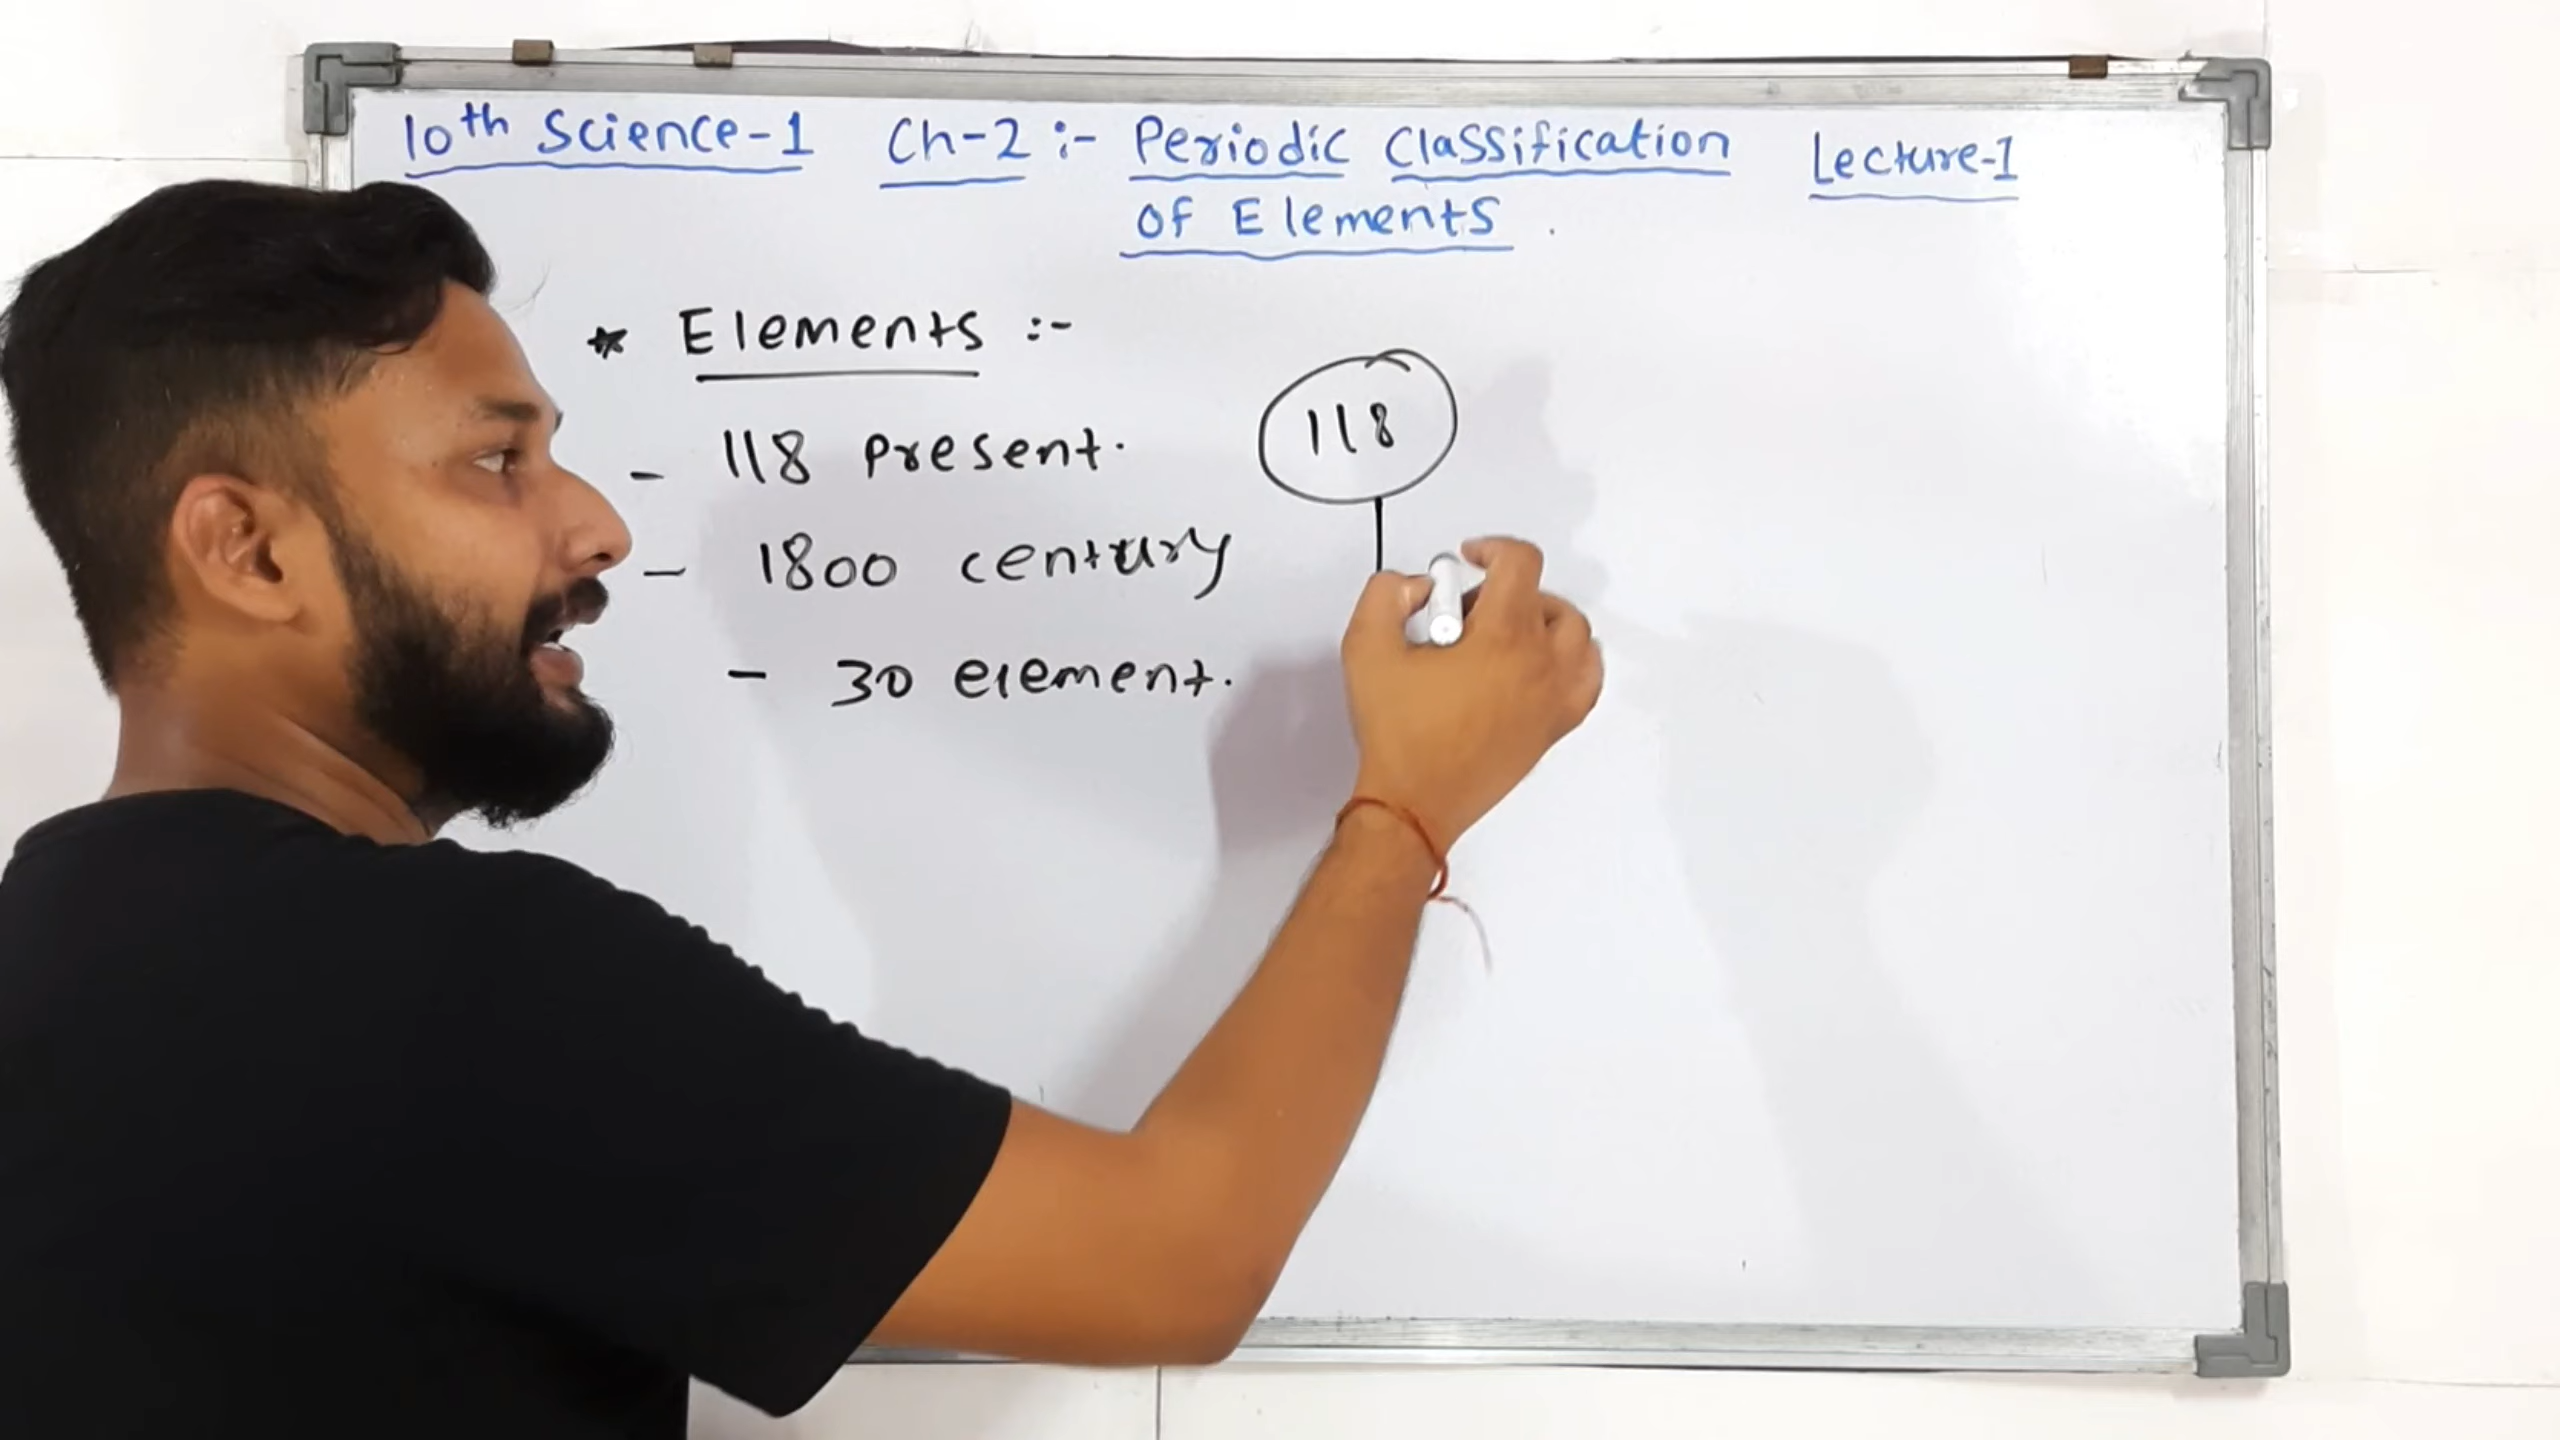 10th Science-1 Ch-2 :- Periodic Classification Lecture-1
of Elements .
* Elements :-
- 118 present.
118
- 1800 century
- 30 element.